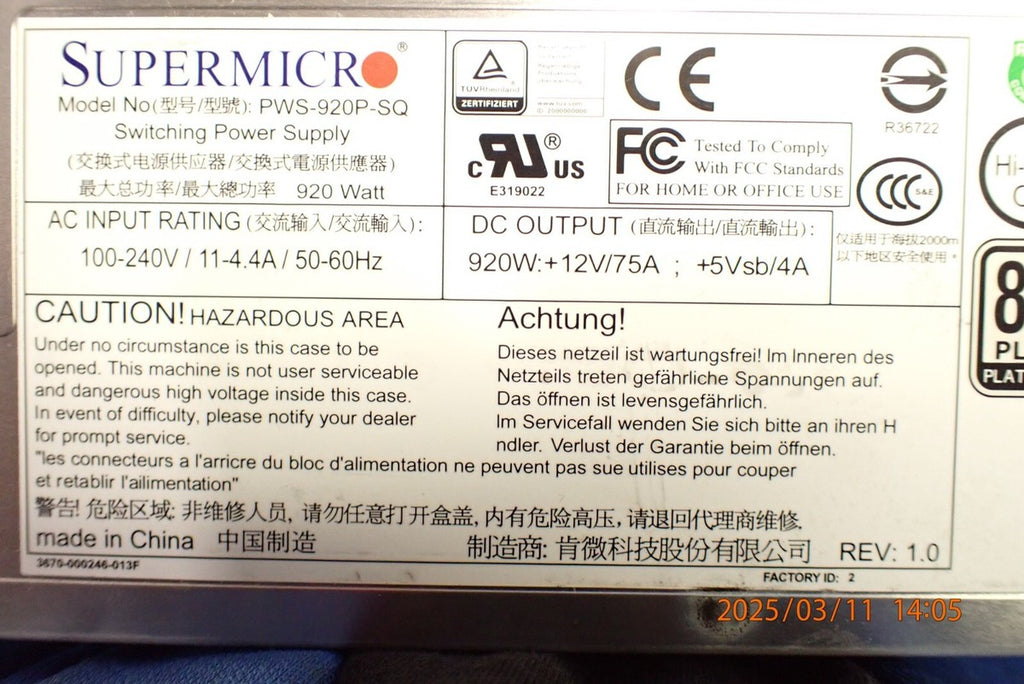 SUPERMICRO®
Model No(型号/型號): PWS-920P-SQ
Switching Power Supply
(交换式电源供应器/交換式電源供應器)
最大总功率/最大總功率 920 Watt
TÜVRheinland
ZERTIFIZIERT
CE
R36722
c RU ® US
E319022
FC Tested To Comply
With FCC Standards
FOR HOME OR OFFICE USE
CCC S&E
仅适用于海拔2000m
以下地区安全使用。
Hi-
AC INPUT RATING (交流输入/交流輸入):
100-240V / 11-4.4A / 50-60Hz
DC OUTPUT (直流输出/直流輸出):
920W:+12V/75A ; +5Vsb/4A
8
PL
PLAT
CAUTION! HAZARDOUS AREA
Under no circumstance is this case to be
opened. This machine is not user serviceable
and dangerous high voltage inside this case.
In event of difficulty, please notify your dealer
for prompt service.
Achtung!
Dieses netzeil ist wartungsfrei! Im Inneren des
Netzteils treten gefährliche Spannungen auf.
Das öffnen ist levensgefährlich.
Im Servicefall wenden Sie sich bitte an ihren H
ndler. Verlust der Garantie beim öffnen.
"les connecteurs a l'arricre du bloc d'alimentation ne peuvent pas sue utilises pour couper
et retablir l'ailimentation"
警告! 危险区域: 非维修人员, 请勿任意打开盒盖, 内有危险高压, 请退回代理商维修.
made in China 中国制造
制造商: 肯微科技股份有限公司 REV: 1.0
3670-000246-013F
FACTORY ID: 2
2025/03/11 14:05